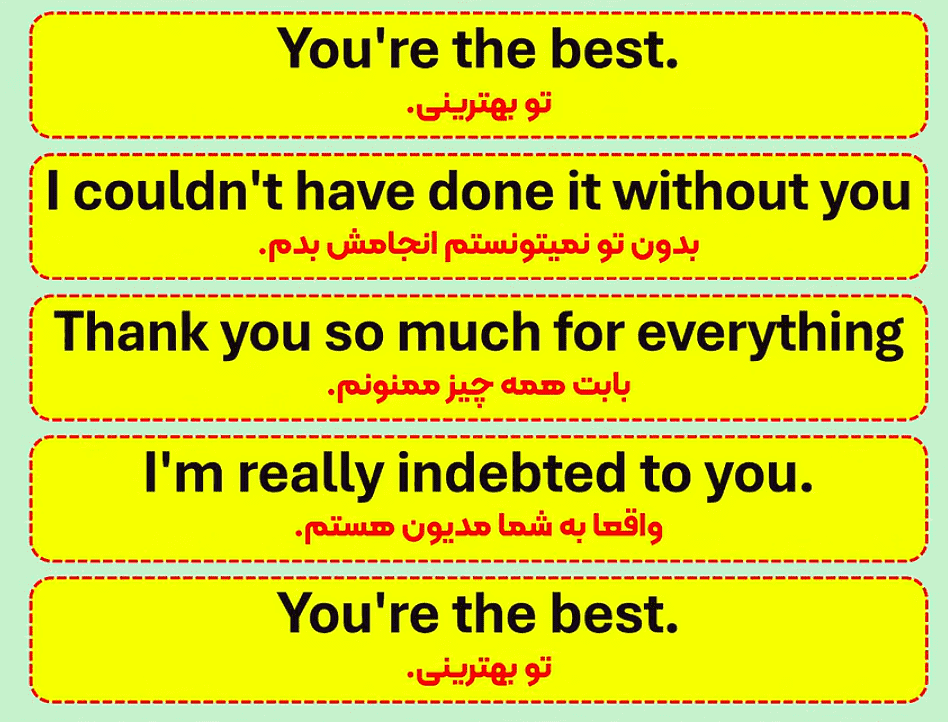 You're the best.
تو بهترینی.
I couldn't have done it without you
بدون تو نمیتونستم انجامش بدم.
Thank you so much for everything
بابت همه چیز ممنونم.
I'm really indebted to you.
واقعا به شما مدیون هستم.
You're the best.
تو بهترینی.